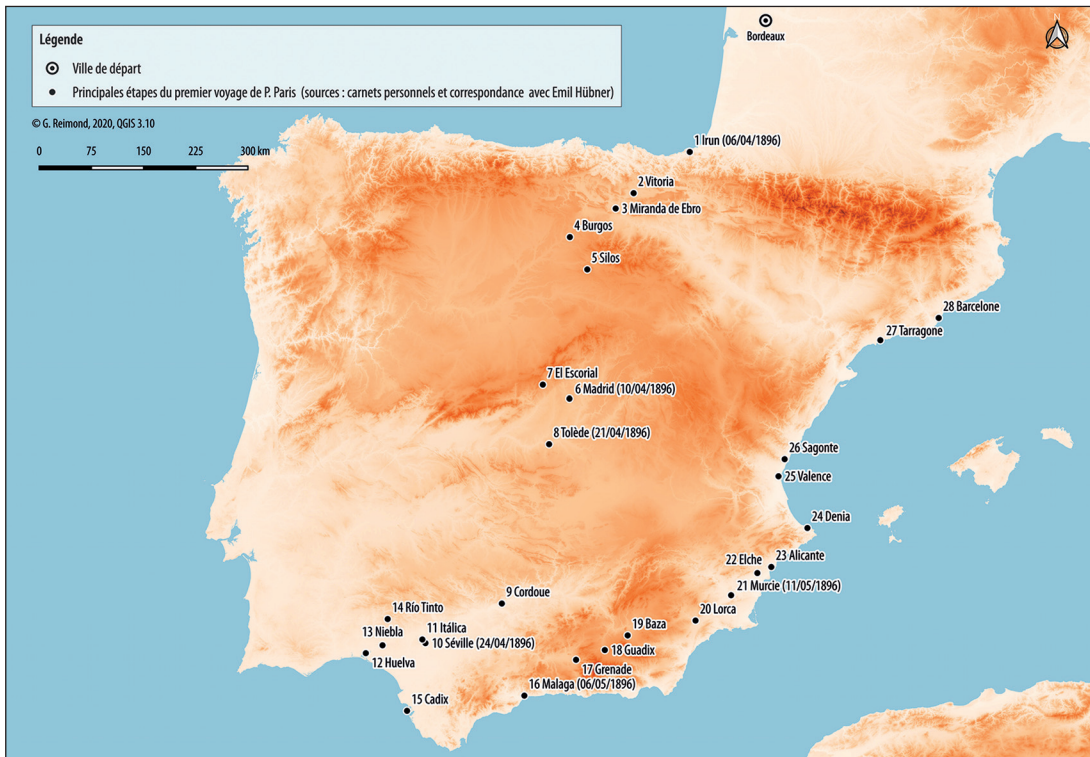 Légende
Ville de départ
Principales étapes du premier voyage de P. Paris (sources : carnets personnels et correspondance avec Emil Hübner)
© G. Reimond, 2020, QGIS 3.10
0 75 150 225 300 km
N
Bordeaux
1 Irun (06/04/1896)
2 Vitoria
3 Miranda de Ebro
4 Burgos
5 Silos
28 Barcelone
27 Tarragone
7 El Escorial
6 Madrid (10/04/1896)
8 Tolède (21/04/1896)
26 Sagonte
25 Valence
24 Denia
22 Elche
23 Alicante
21 Murcie (11/05/1896)
20 Lorca
9 Cordoue
14 Río Tinto
11 Itálica
13 Niebla
10 Séville (24/04/1896)
12 Huelva
19 Baza
18 Guadix
17 Grenade
16 Malaga (06/05/1896)
15 Cadix